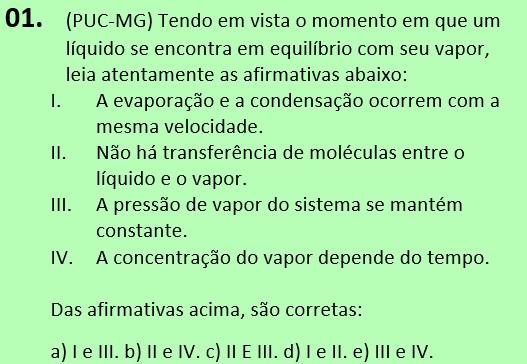 01. (PUC-MG) Tendo em vista o momento em que um
líquido se encontra em equilíbrio com seu vapor,
leia atentamente as afirmativas abaixo:
I. A evaporação e a condensação ocorrem com a
mesma velocidade.
II. Não há transferência de moléculas entre o
líquido e o vapor.
III. A pressão de vapor do sistema se mantém
constante.
IV. A concentração do vapor depende do tempo.
Das afirmativas acima, são corretas:
a) I e III. b) II e IV. c) II E III. d) I e II. e) III e IV.